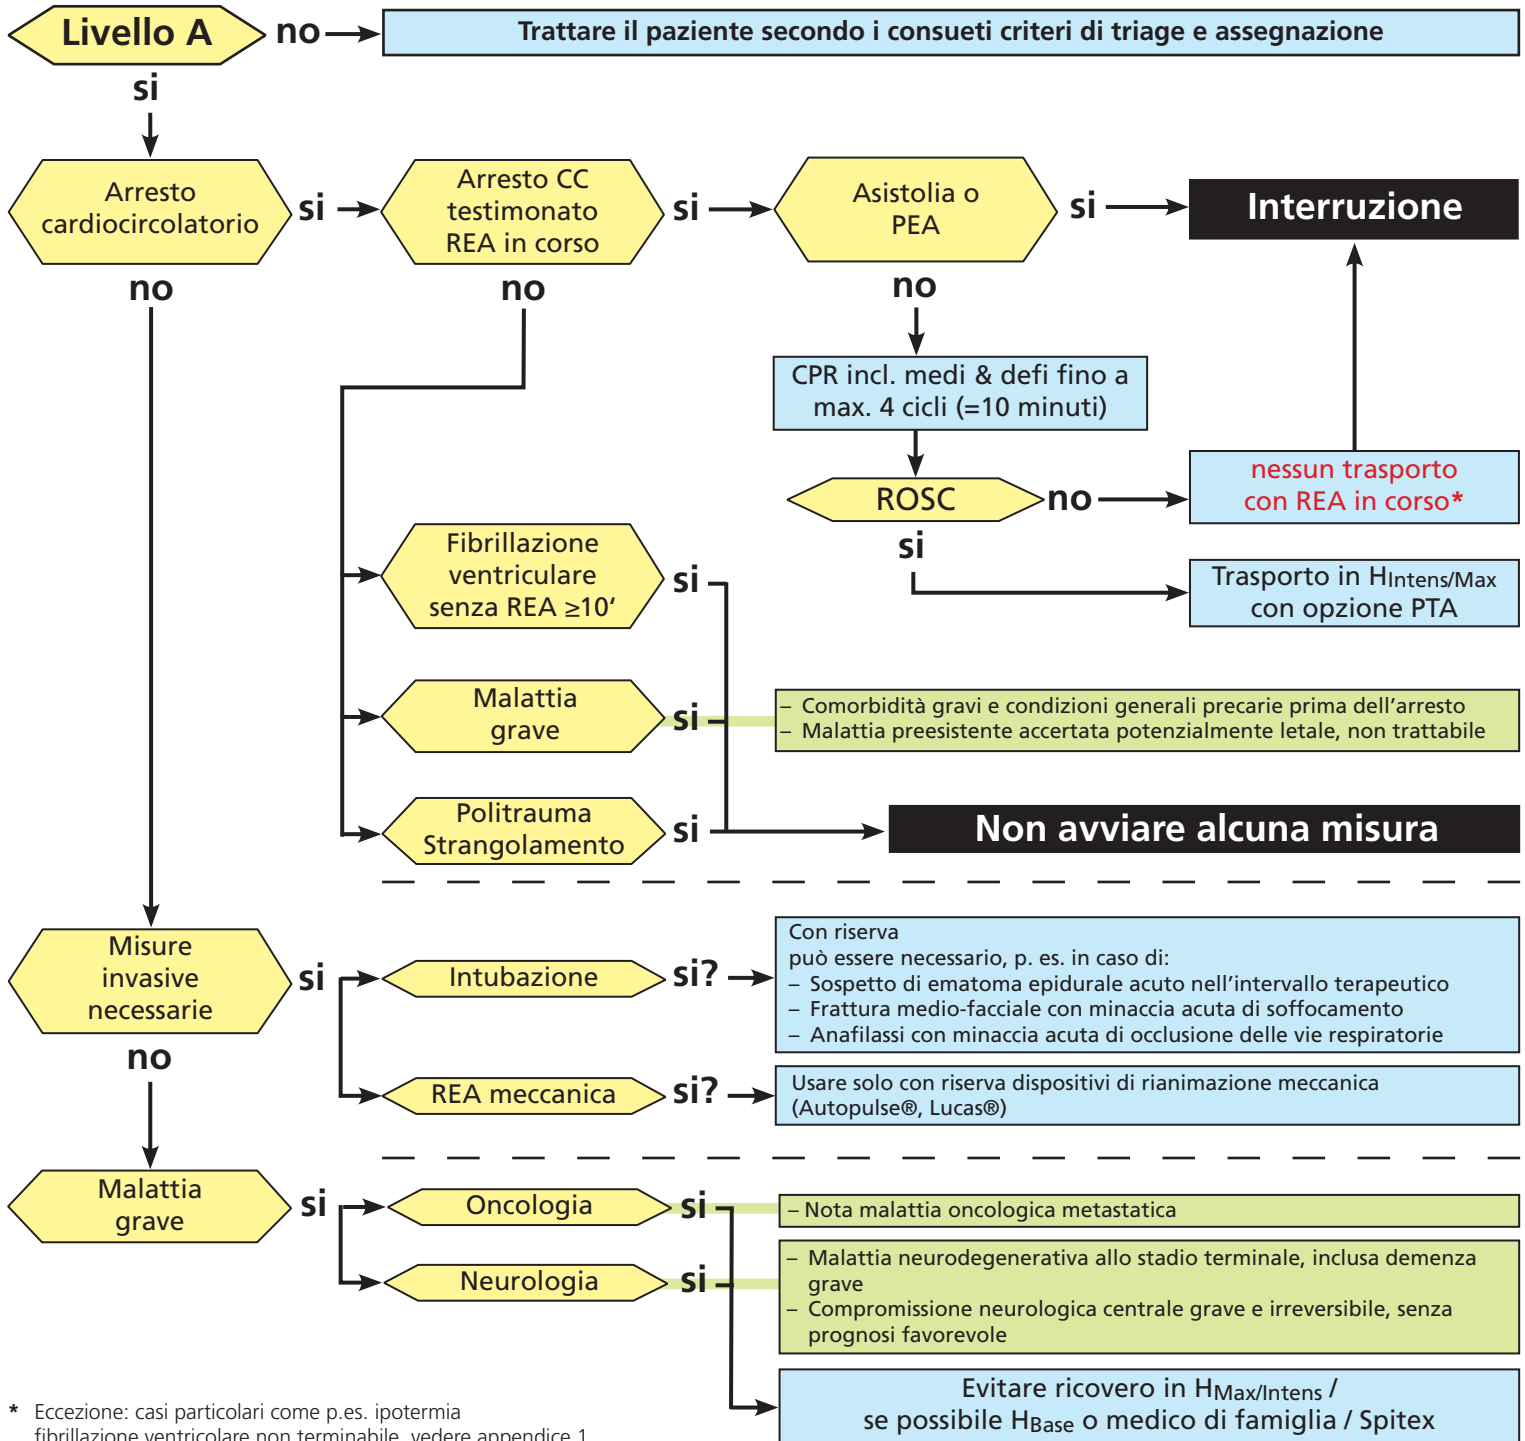 Livello A
no
Trattare il paziente secondo i consueti criteri di triage e assegnazione
si
Arresto
cardiocircolatorio
si
Arresto CC
testimonato
REA in corso
si
Asistolia o
PEA
si
Interruzione
no
no
no
CPR incl. medi & defi fino a
max. 4 cicli (=10 minuti)
ROSC
no
nessun trasporto
con REA in corso*
si
Trasporto in HIntens/Max
con opzione PTA
Fibrillazione
ventriculare
senza REA ≥10‘
si
Malattia
grave
si
– Comorbidità gravi e condizioni generali precarie prima dell’arresto
– Malattia preesistente accertata potenzialmente letale, non trattabile
Politrauma
Strangolamento
si
Non avviare alcuna misura
Misure
invasive
necessarie
si
Intubazione
si?
Con riserva
può essere necessario, p. es. in caso di:
– Sospetto di ematoma epidurale acuto nell’intervallo terapeutico
– Frattura medio-facciale con minaccia acuta di soffocamento
– Anafilassi con minaccia acuta di occlusione delle vie respiratorie
no
REA meccanica
si?
Usare solo con riserva dispositivi di rianimazione meccanica
(Autopulse®, Lucas®)
Malattia
grave
si
Oncologia
si
– Nota malattia oncologica metastatica
Neurologia
si
– Malattia neurodegenerativa allo stadio terminale, inclusa demenza
grave
– Compromissione neurologica centrale grave e irreversibile, senza
prognosi favorevole
Evitare ricovero in HMax/Intens /
se possibile HBase o medico di famiglia / Spitex
* Eccezione: casi particolari come p.es. ipotermia
fibrillazione ventricolare non terminabile, vedere appendice 1